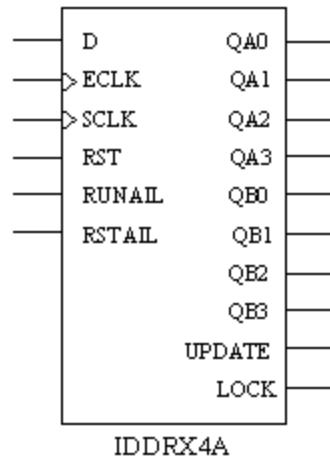 D QA0
ECLK QA1
SCLK QA2
RST QA3
RUNAIL QB0
RSTAIL QB1
QB2
QB3
UPDATE
LOCK
IDDRX4A